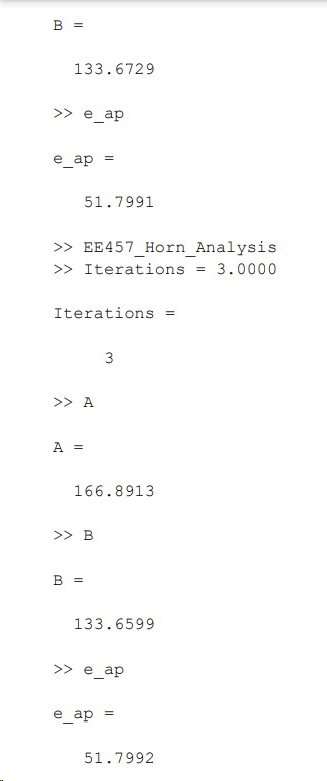 B =
133.6729
>> e_ap
e_ap =
51.7991
>> EE457_Horn_Analysis
>> Iterations = 3.0000
Iterations =
3
>> A
A =
166.8913
>> B
B =
133.6599
>> e_ap
e_ap =
51.7992